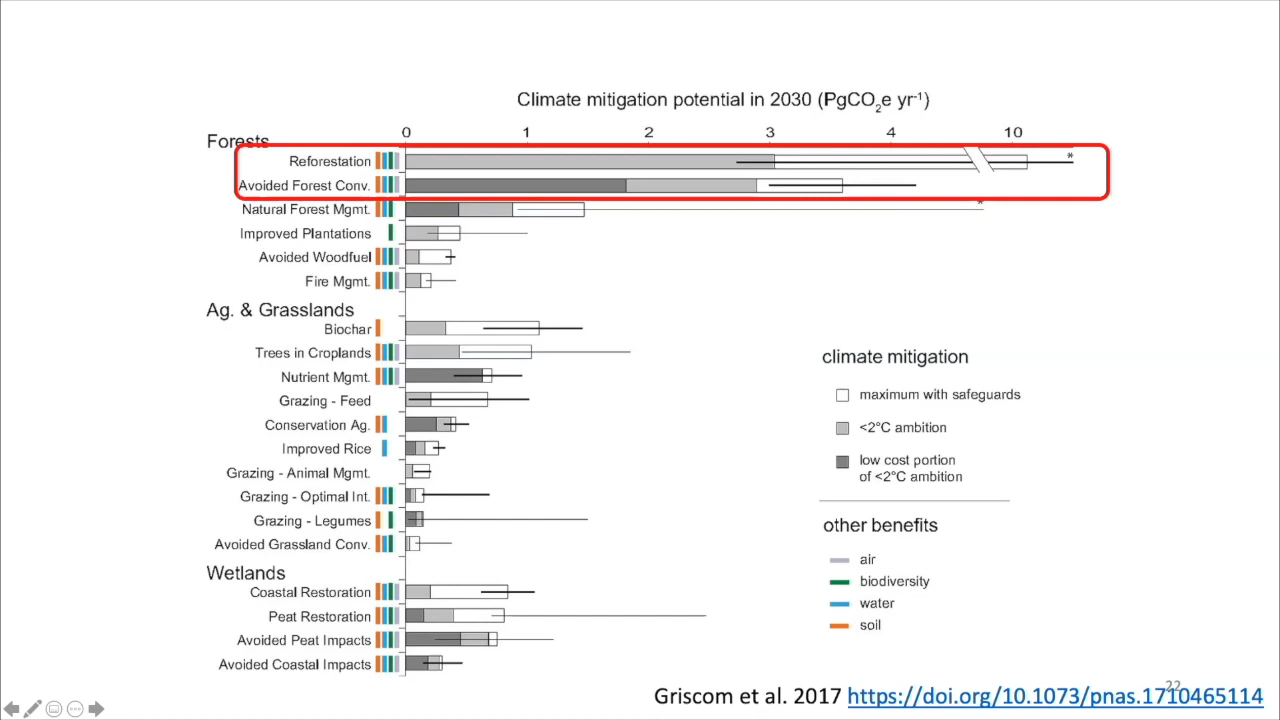 Climate mitigation potential in 2030 (PgCO2e yr-1)
0 1 2 3 4 10
Forests
Reforestation *
Avoided Forest Conv.
Natural Forest Mgmt. *
Improved Plantations
Avoided Woodfuel
Fire Mgmt.
Ag. & Grasslands
Biochar
Trees in Croplands
Nutrient Mgmt.
Grazing - Feed
Conservation Ag.
Improved Rice
Grazing - Animal Mgmt.
Grazing - Optimal Int.
Grazing - Legumes
Avoided Grassland Conv.
Wetlands
Coastal Restoration
Peat Restoration
Avoided Peat Impacts
Avoided Coastal Impacts
climate mitigation
maximum with safeguards
<2°C ambition
low cost portion
of <2°C ambition
other benefits
air
biodiversity
water
soil
22
Griscom et al. 2017 https://doi.org/10.1073/pnas.1710465114